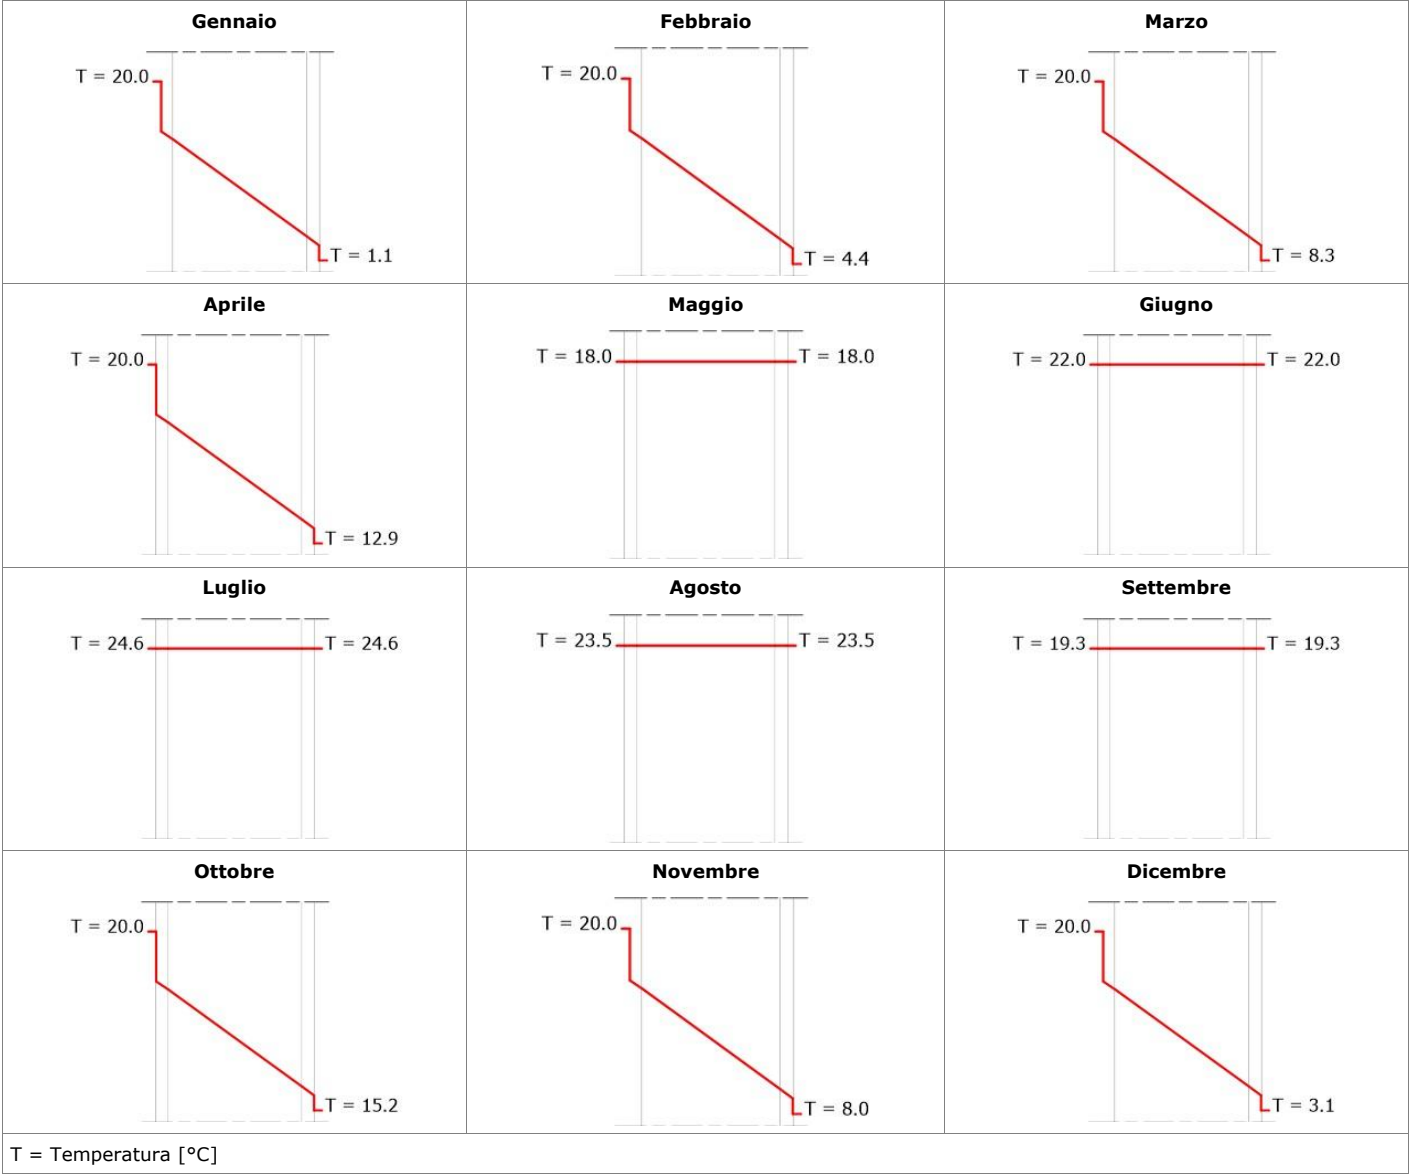 Gennaio
T = 20.0
T = 1.1
Febbraio
T = 20.0
T = 4.4
Marzo
T = 20.0
T = 8.3
Aprile
T = 20.0
T = 12.9
Maggio
T = 18.0
T = 18.0
Giugno
T = 22.0
T = 22.0
Luglio
T = 24.6
T = 24.6
Agosto
T = 23.5
T = 23.5
Settembre
T = 19.3
T = 19.3
Ottobre
T = 20.0
T = 15.2
Novembre
T = 20.0
T = 8.0
Dicembre
T = 20.0
T = 3.1
T = Temperatura [°C]